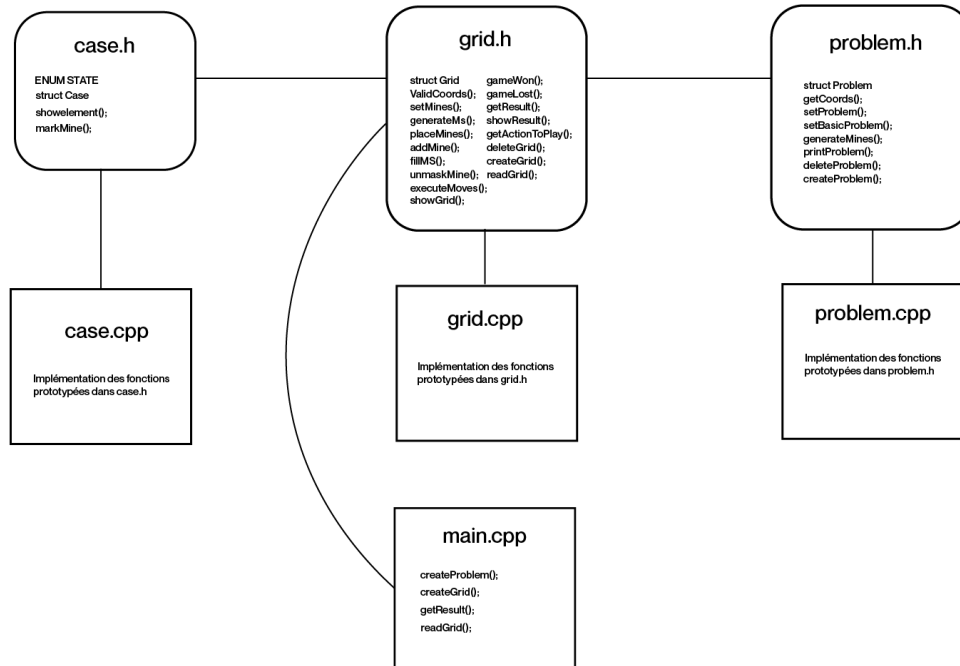 case.h
ENUM STATE
struct Case
showelement();
markMine();
grid.h
struct Grid
ValidCoords();
setMines();
generateMs();
placeMines();
addMine();
fillMS();
unmaskMine();
executeMoves();
showGrid();
gameWon();
gameLost();
getResult();
showResult();
getActionToPlay();
deleteGrid();
createGrid();
readGrid();
problem.h
struct Problem
getCoords();
setProblem();
setBasicProblem();
generateMines();
printProblem();
deleteProblem();
createProblem();
case.cpp
Implémentation des fonctions
prototypées dans case.h
grid.cpp
Implémentation des fonctions
prototypées dans grid.h
problem.cpp
Implémentation des fonctions
prototypées dans problem.h
main.cpp
createProblem();
createGrid();
getResult();
readGrid();